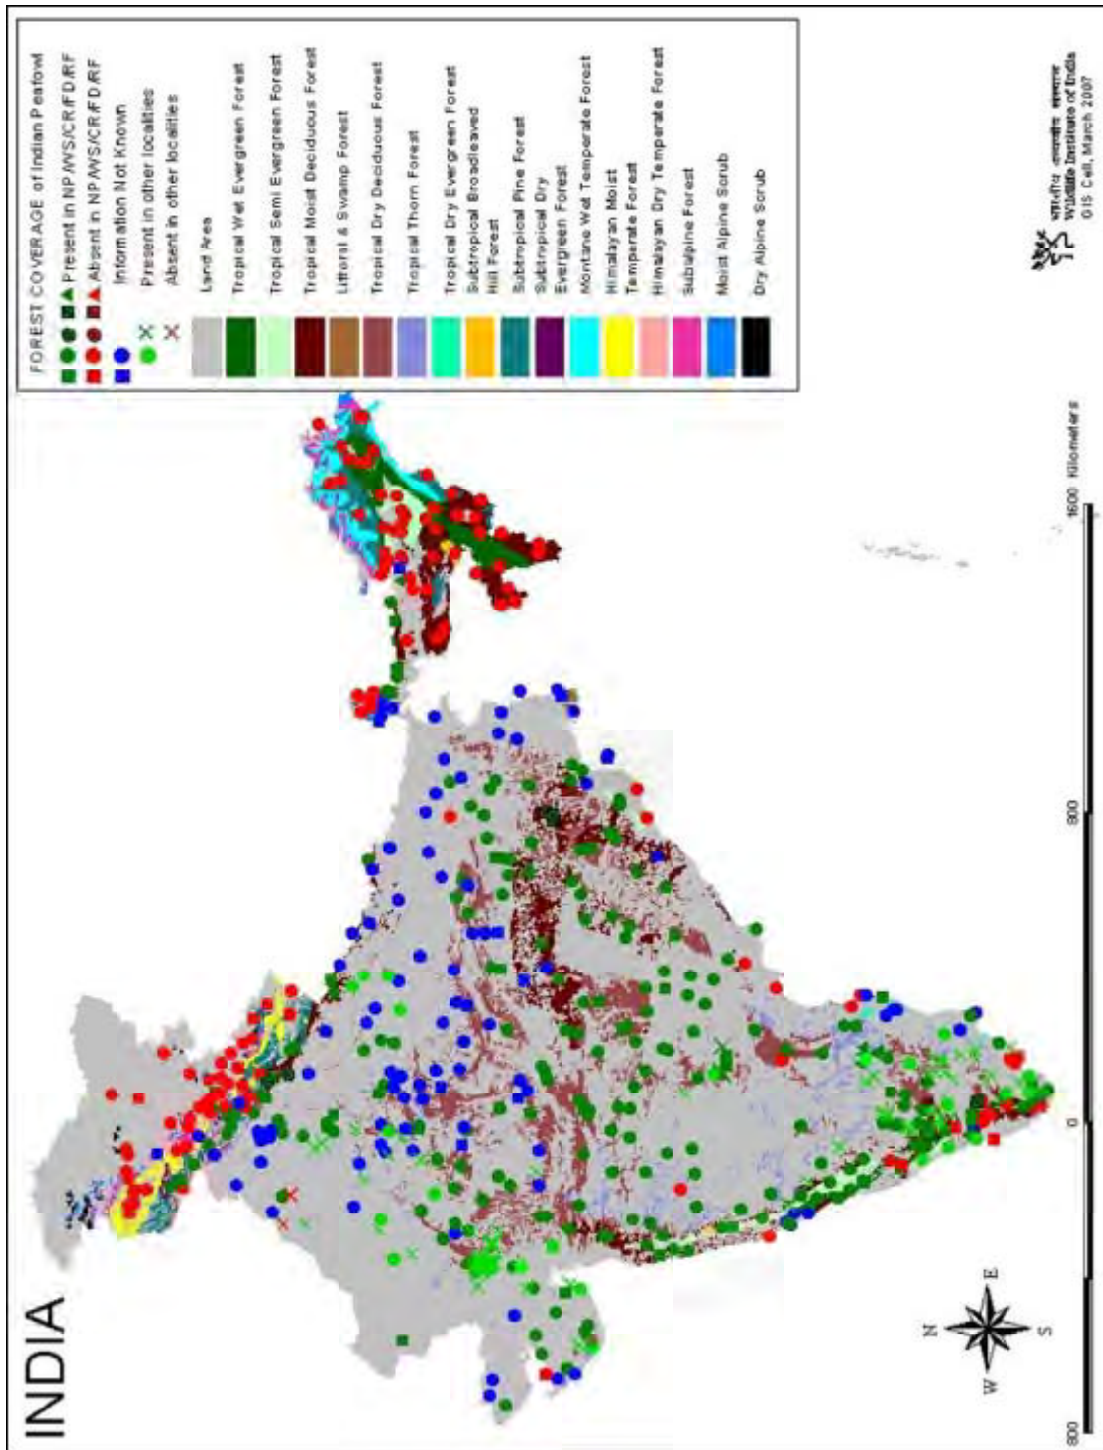 INDIA
FOREST COVERAGE of Indian Peafowl
Present in NP/WS/CR/FD/RF
Absent in NP/WS/CR/FD/RF
Information Not Known
Present in other localities
Absent in other localities
Land Area
Tropical Wet Evergreen Forest
Tropical Semi Evergreen Forest
Tropical Moist Deciduous Forest
Littoral & Swamp Forest
Tropical Dry Deciduous Forest
Tropical Thorn Forest
Tropical Dry Evergreen Forest
Subtropical Broadleaved
Hill Forest
Subtropical Pine Forest
Subtropical Dry
Evergreen Forest
Montane Wet Temperate Forest
Himalayan Moist
Temperate Forest
Himalayan Dry Temperate Forest
Subalpine Forest
Moist Alpine Scrub
Dry Alpine Scrub
N
W E
S
800 0 800 1600 Kilometers
भारतीय वन्यजीव संस्थान
Wildlife Institute of India
GIS Cell, March 2007